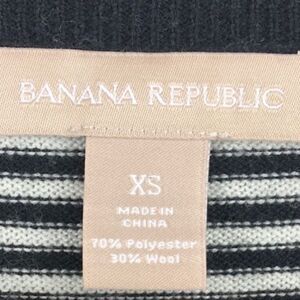 BANANA REPUBLIC
XS
MADE IN
CHINA
70% Polyester
30% Wool